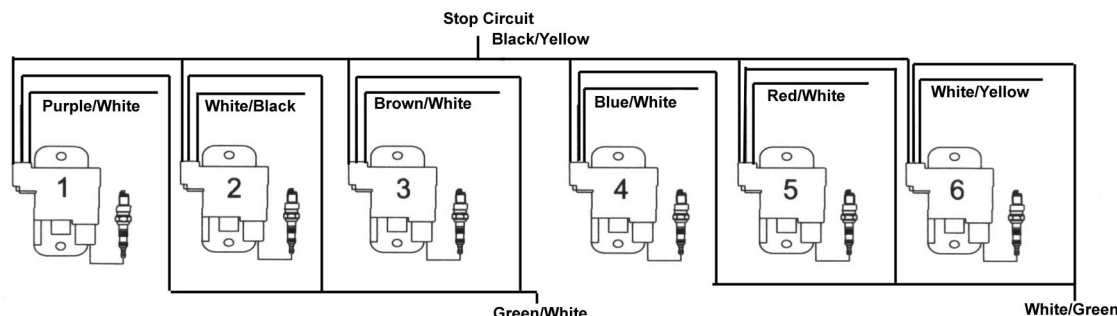 Stop Circuit
Black/Yellow
Purple/White
White/Black
Brown/White
Blue/White
Red/White
White/Yellow
1
2
3
4
5
6
Green/White
White/Green